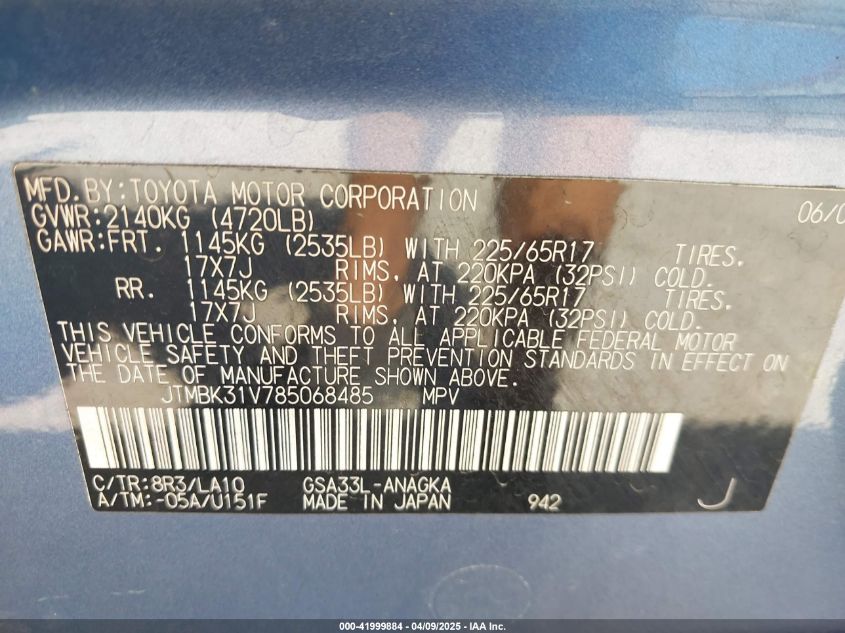 MFD. BY: TOYOTA MOTOR CORPORATION 06/0
GVWR: 2140KG (4720LB)
GAWR: FRT. 1145KG (2535LB) WITH 225/65R17 TIRES,
17X7J RIMS, AT 220KPA (32PSI) COLD.
RR. 1145KG (2535LB) WITH 225/65R17 TIRES,
17X7J RIMS, AT 220KPA (32PSI) COLD.
THIS VEHICLE CONFORMS TO ALL APPLICABLE FEDERAL MOTOR
VEHICLE SAFETY AND THEFT PREVENTION STANDARDS IN EFFECT ON
THE DATE OF MANUFACTURE SHOWN ABOVE.
JTMBK31V785068485 MPV
C/TR: 8R3/LA10 GSA33L-ANAGKA
A/TM: -05A/U151F MADE IN JAPAN 942 J
000-41999884 - 04/09/2025 - IAA Inc.